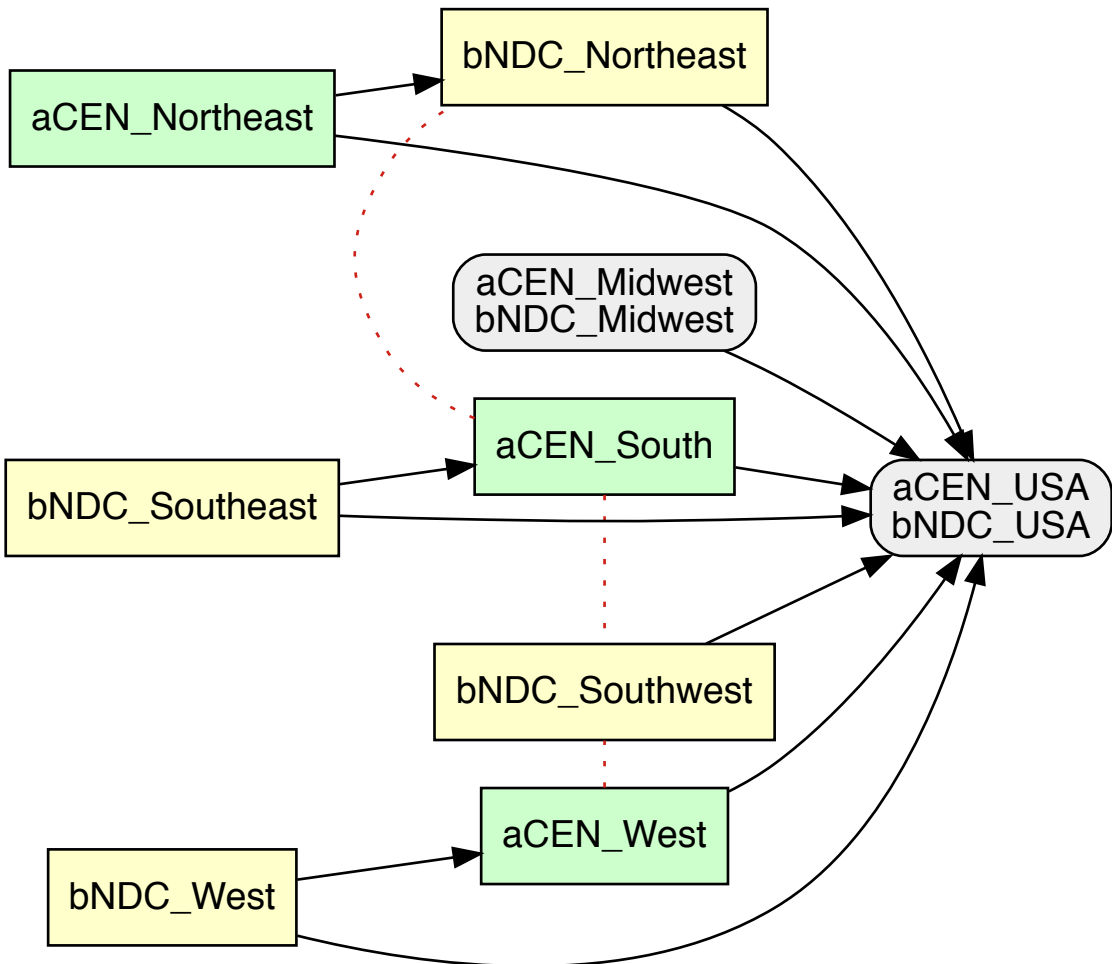 bNDC_Northeast
aCEN_Northeast
aCEN_Midwest
bNDC_Midwest
aCEN_South
bNDC_Southeast
aCEN_USA
bNDC_USA
bNDC_Southwest
aCEN_West
bNDC_West